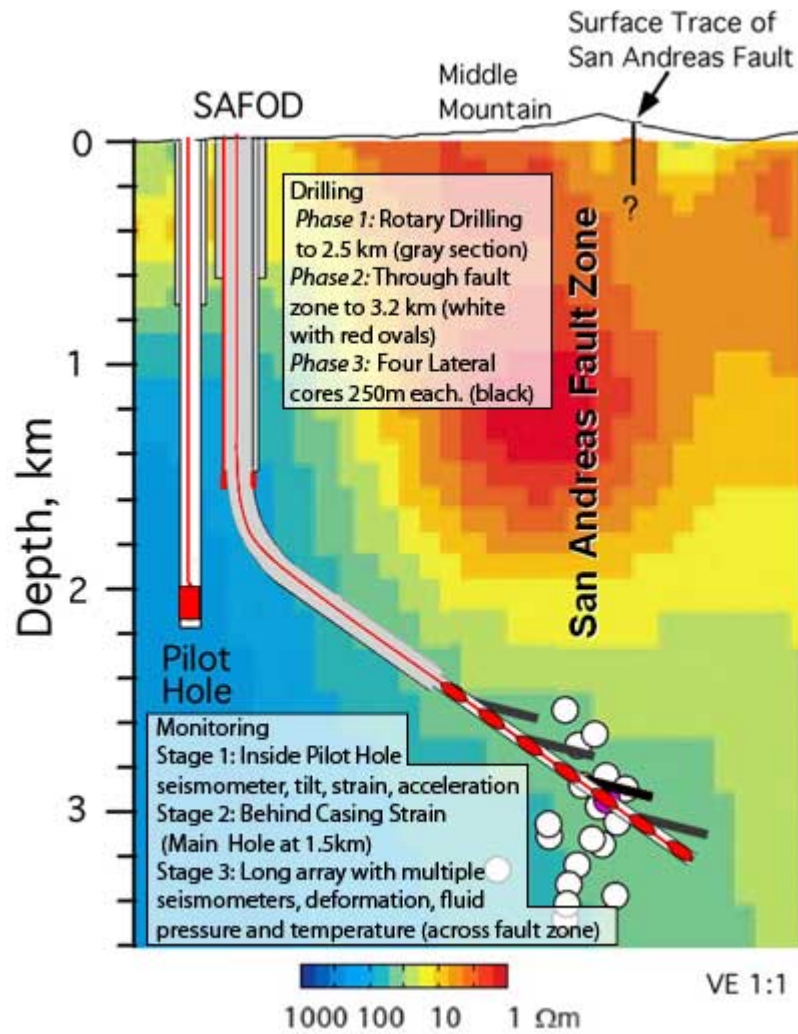 Surface Trace of
San Andreas Fault
Middle
Mountain
SAFOD
0
1
2
3
Depth, km
?
Drilling
Phase 1: Rotary Drilling
to 2.5 km (gray section)
Phase 2: Through fault
zone to 3.2 km (white
with red ovals)
Phase 3: Four Lateral
cores 250m each. (black)
San Andreas Fault Zone
Pilot
Hole
Monitoring
Stage 1: Inside Pilot Hole
seismometer, tilt, strain, acceleration
Stage 2: Behind Casing Strain
(Main Hole at 1.5km)
Stage 3: Long array with multiple
seismometers, deformation, fluid
pressure and temperature (across fault zone)
1000 100 10 1 Ωm
VE 1:1